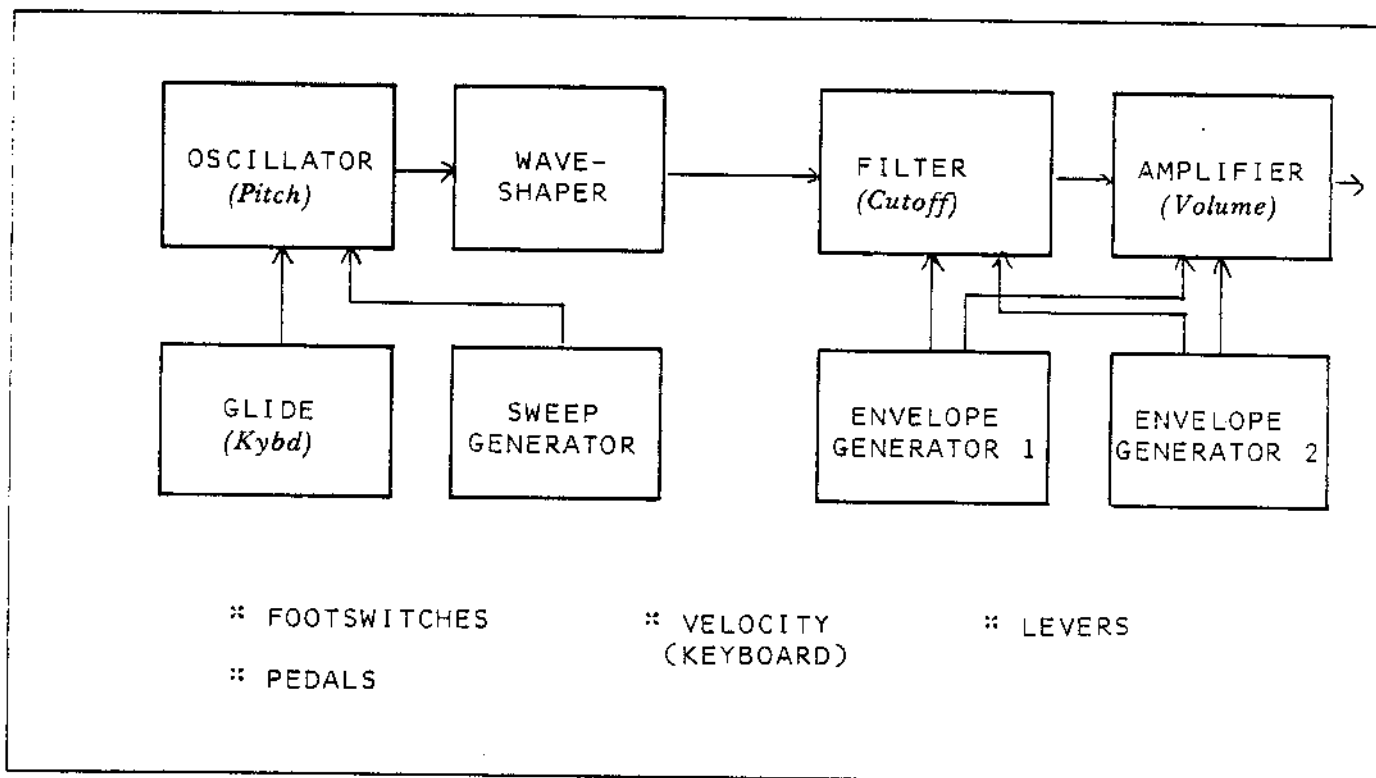 OSCILLATOR
(Pitch)
WAVE-
SHAPER
FILTER
(Cutoff)
AMPLIFIER
(Volume)
GLIDE
(Kybd)
SWEEP
GENERATOR
ENVELOPE
GENERATOR 1
ENVELOPE
GENERATOR 2
* FOOTSWITCHES
* PEDALS
* VELOCITY
(KEYBOARD)
* LEVERS